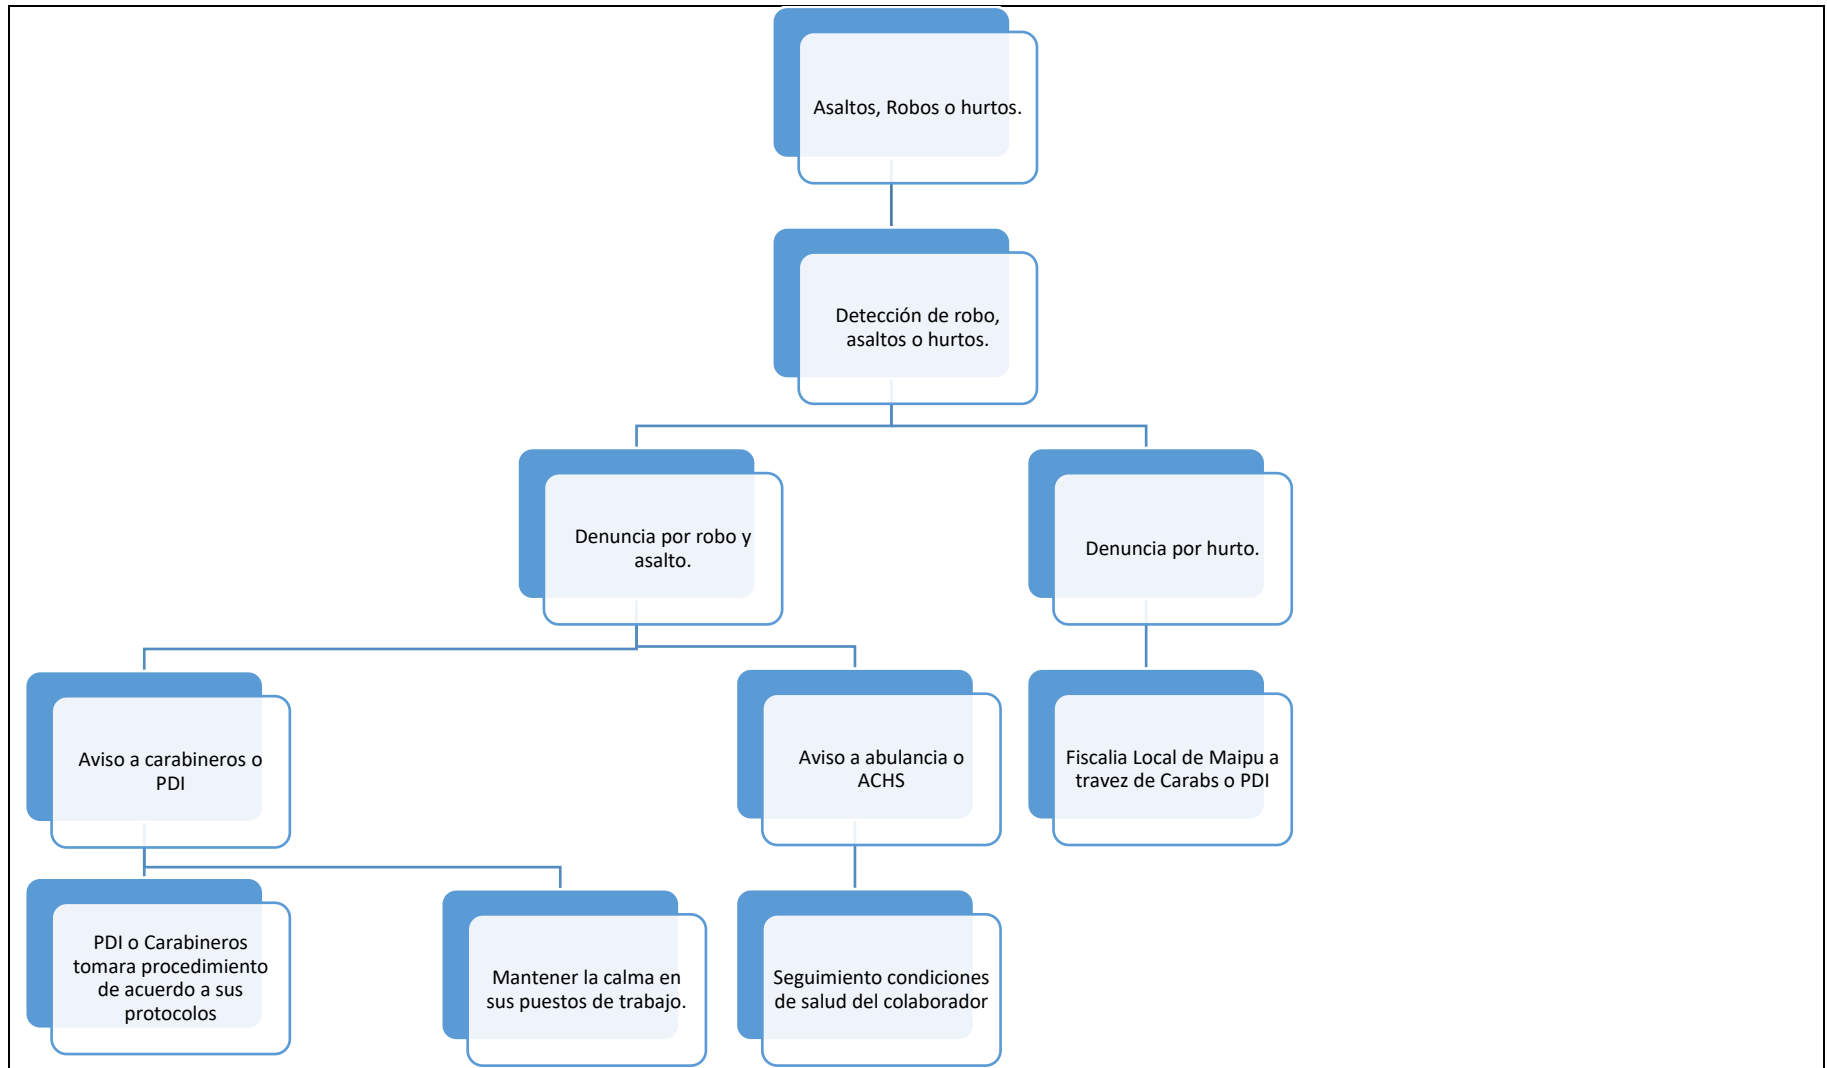 Asaltos, Robos o hurtos.
Detección de robo,
asaltos o hurtos.
Denuncia por robo y
asalto.
Denuncia por hurto.
Aviso a carabineros o
PDI
Aviso a abulancia o
ACHS
Fiscalia Local de Maipu a
travez de Carabs o PDI
PDI o Carabineros
tomara procedimiento
de acuerdo a sus
protocolos
Mantener la calma en
sus puestos de trabajo.
Seguimiento condiciones
de salud del colaborador